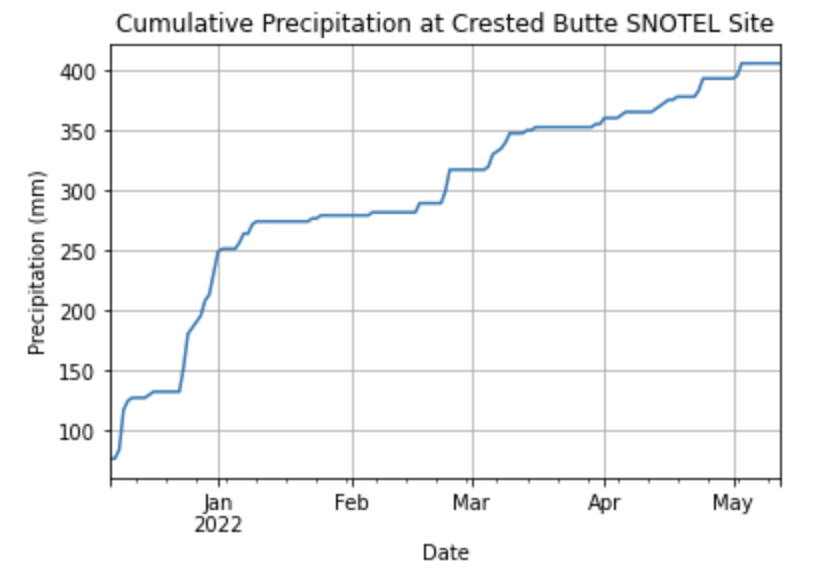 Cumulative Precipitation at Crested Butte SNOTEL Site
Precipitation (mm)
400
350
300
250
200
150
100
Jan Feb Mar Apr May
2022
Date